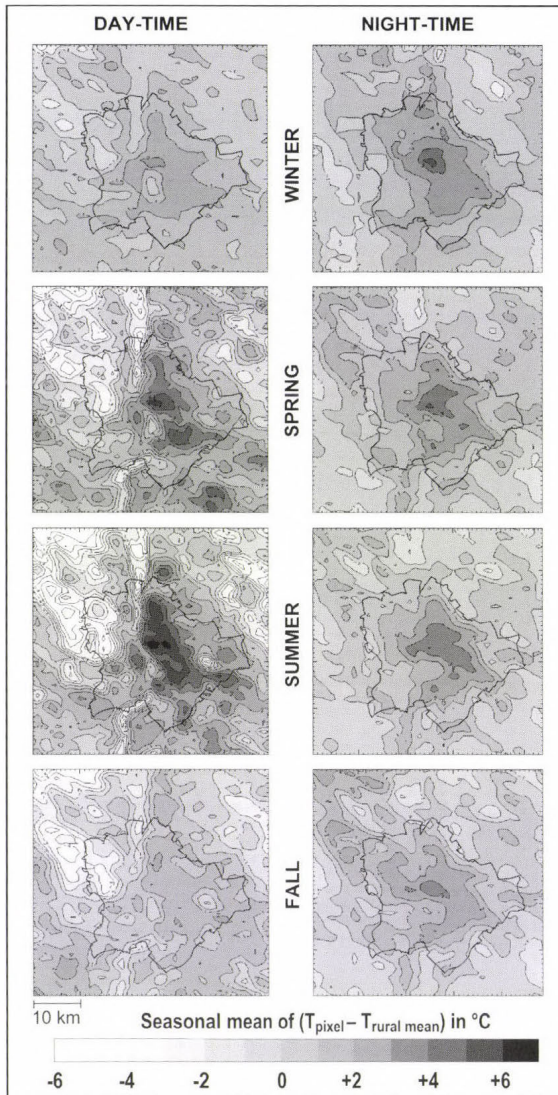 DAY-TIME NIGHT-TIME
WINTER
SPRING
SUMMER
FALL
10 km
Seasonal mean of (Tpixel – Trural mean) in °C
-6 -4 -2 0 +2 +4 +6